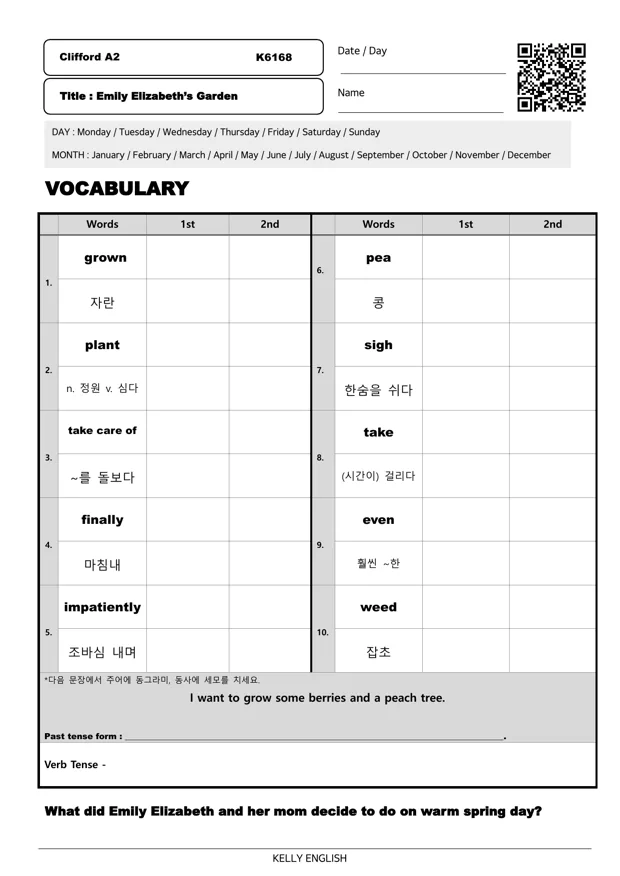 Clifford A2 K6168
Title : Emily Elizabeth's Garden
Date / Day
Name
DAY : Monday / Tuesday / Wednesday / Thursday / Friday / Saturday / Sunday
MONTH : January / February / March / April / May / June / July / August / September / October / November / December
VOCABULARY
Words 1st 2nd Words 1st 2nd
1. grown 6. pea
자란 콩
2. plant 7. sigh
n. 정원 v. 심다 한숨을 쉬다
3. take care of 8. take
~를 돌보다 (시간이) 걸리다
4. finally 9. even
마침내 훨씬 ~한
5. impatiently 10. weed
조바심 내며 잡초
*다음 문장에서 주어에 동그라미, 동사에 세모를 치세요.
I want to grow some berries and a peach tree.
Past tense form : ______________________________.
Verb Tense -
What did Emily Elizabeth and her mom decide to do on warm spring day?
KELLY ENGLISH